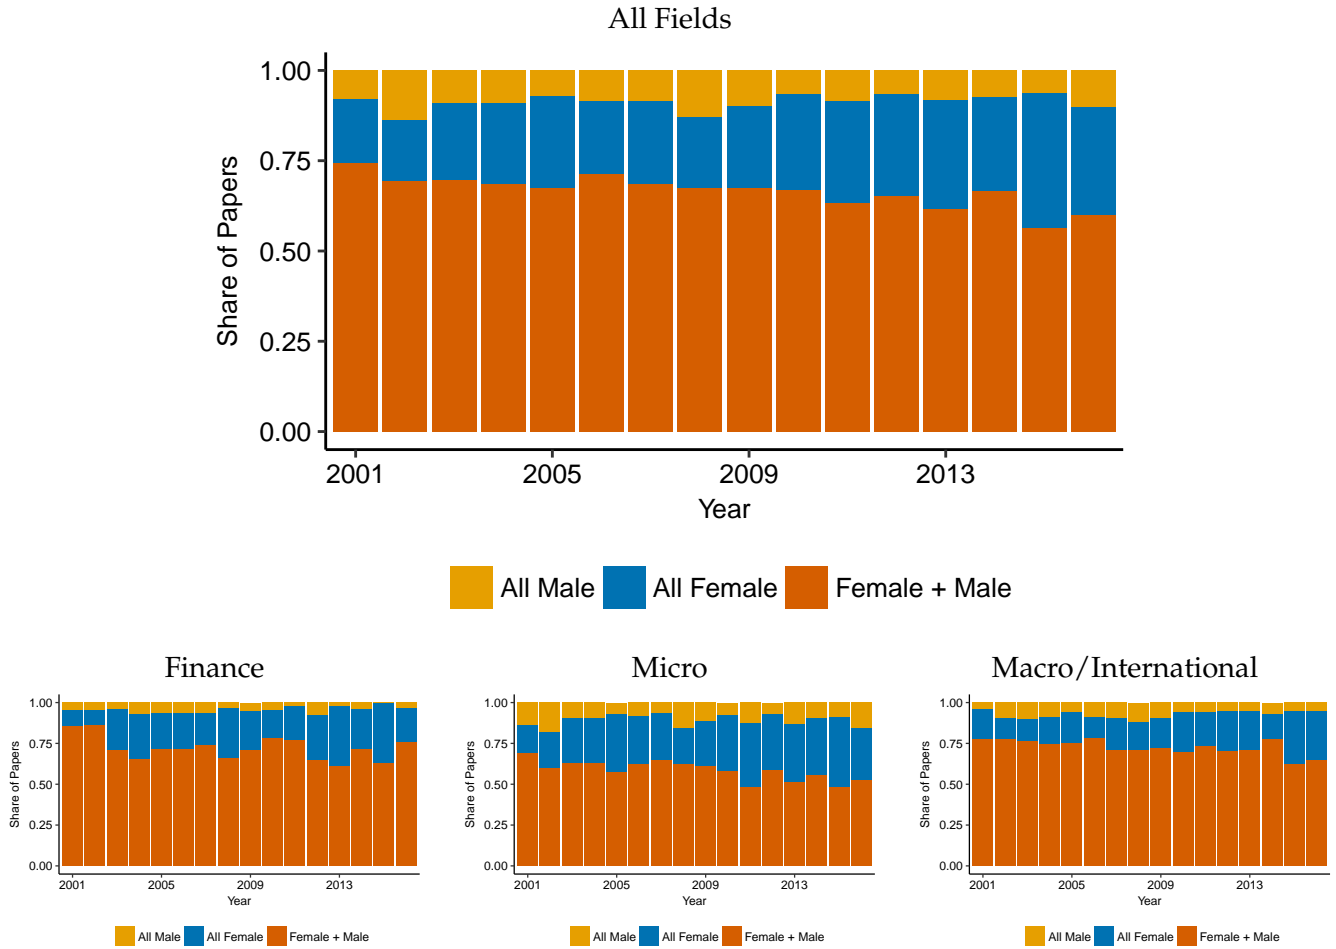 All Fields
1.00
0.75
0.50
0.25
0.00
Share of Papers
2001 2005 2009 2013
Year
All Male All Female Female + Male
Finance
1.00
0.75
0.50
0.25
0.00
Share of Papers
2001 2005 2009 2013
Year
All Male All Female Female + Male
Micro
1.00
0.75
0.50
0.25
0.00
Share of Papers
2001 2005 2009 2013
Year
All Male All Female Female + Male
Macro/International
1.00
0.75
0.50
0.25
0.00
Share of Papers
2001 2005 2009 2013
Year
All Male All Female Female + Male